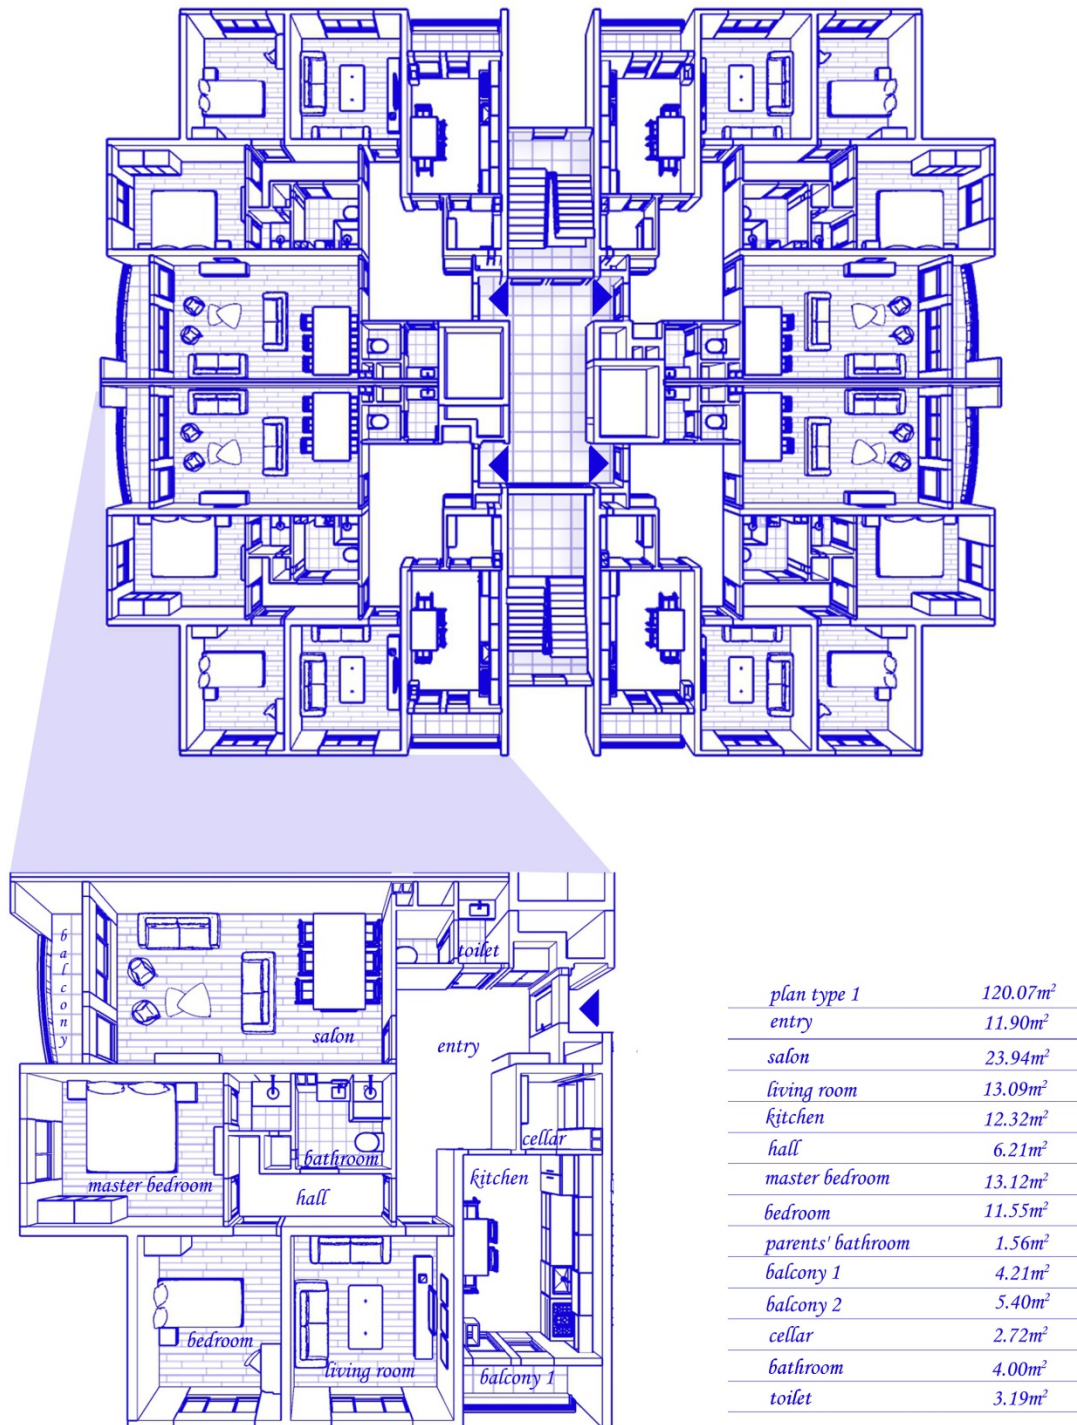 balcony
toilet
salon
entry
cellar
bathroom
kitchen
master bedroom
hall
bedroom
living room
balcony 1
plan type 1 120.07m²
entry 11.90m²
salon 23.94m²
living room 13.09m²
kitchen 12.32m²
hall 6.21m²
master bedroom 13.12m²
bedroom 11.55m²
parents' bathroom 1.56m²
balcony 1 4.21m²
balcony 2 5.40m²
cellar 2.72m²
bathroom 4.00m²
toilet 3.19m²